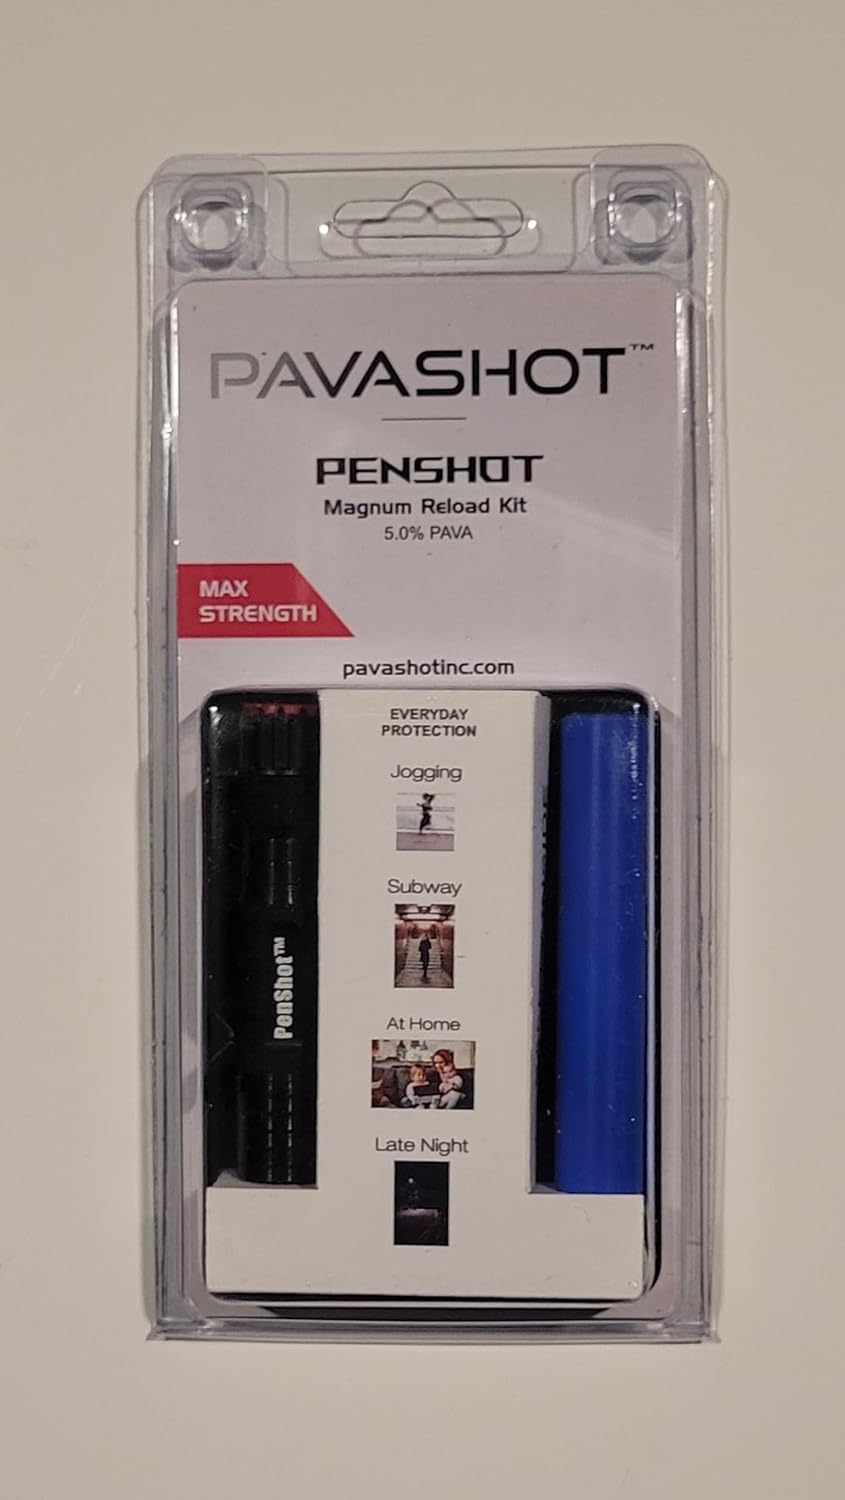 PAVASHOT™
PENSHOT
Magnum Reload Kit
5.0% PAVA
MAX
STRENGTH
pavashotinc.com
EVERYDAY
PROTECTION
Jogging
Subway
At Home
Late Night
PenShot™